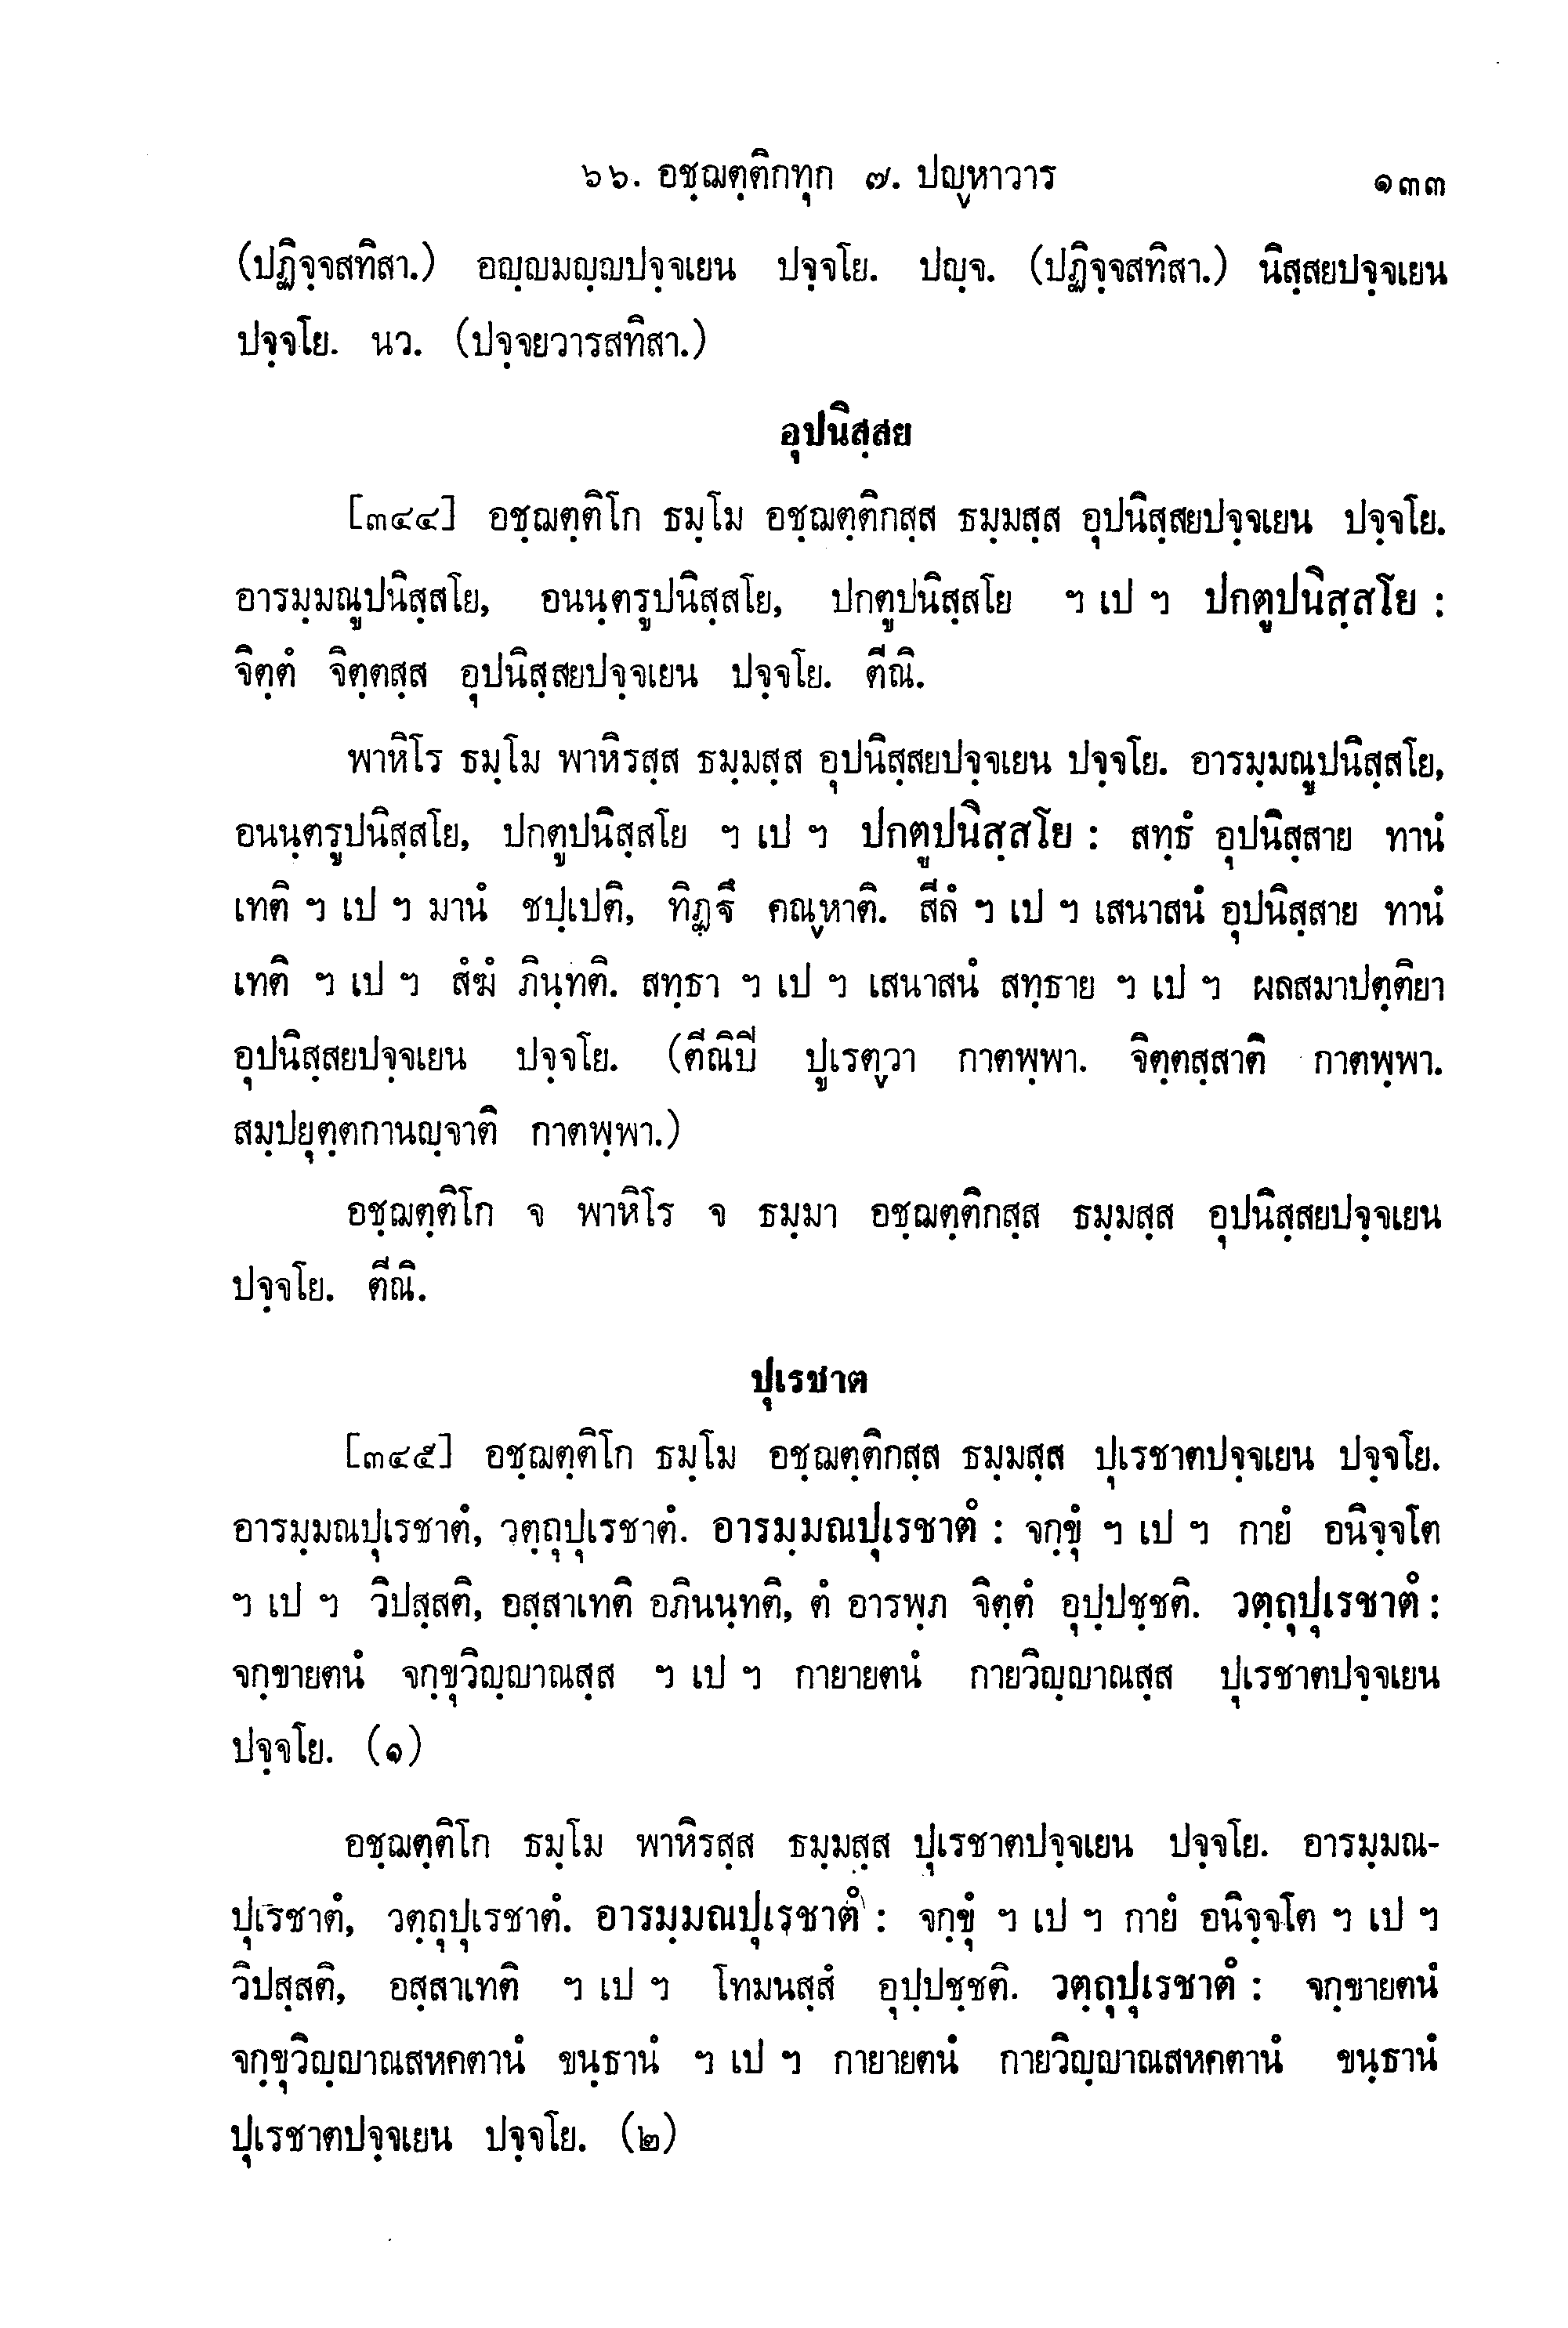 ๖๖. อชฺฌตฺติกทุก ๗. ปญฺหาวาร ๑๓๓
(ปฏิจฺจสทิสา.) อญฺญมญฺญปจฺจเยน ปจฺจโย. ปญฺจ. (ปฏิจฺจสทิสา.) นิสฺสยปจฺจเยน
ปจฺจโย. นว. (ปจฺจยวารสทิสา.)
อุปนิสฺสย
[๓๔๔] อชฺฌตฺติโก ธมฺโม อชฺฌตฺติกสฺส ธมฺมสฺส อุปนิสฺสยปจฺจเยน ปจฺจโย.
อารมฺมณูปนิสฺสโย, อนนฺตรูปนิสฺสโย, ปกตูปนิสฺสโย ฯ เป ฯ ปกตูปนิสฺสโย :
จิตฺตํ จิตฺตสฺส อุปนิสฺสยปจฺจเยน ปจฺจโย. ตีณิ.
พาหิโร ธมฺโม พาหิรสฺส ธมฺมสฺส อุปนิสฺสยปจฺจเยน ปจฺจโย. อารมฺมณูปนิสฺสโย,
อนนฺตรูปนิสฺสโย, ปกตูปนิสฺสโย ฯ เป ฯ ปกตูปนิสฺสโย : สทฺธํ อุปนิสฺสาย ทานํ
เทติ ฯ เป ฯ มานํ ชปฺเปติ, ทิฏฺฐึ คณฺหาติ. สีลํ ฯ เป ฯ เสนาสนํ อุปนิสฺสาย ทานํ
เทติ ฯ เป ฯ สํฆํ ภินฺทติ. สทฺธา ฯ เป ฯ เสนาสนํ สทฺธาย ฯ เป ฯ ผลสมาปตฺติยา
อุปนิสฺสยปจฺจเยน ปจฺจโย. (ตีณิปิ ปูเรตฺวา กาตพฺพา. จิตฺตสฺสาติ กาตพฺพา.
สมฺปยุตฺตกานญฺจาติ กาตพฺพา.)
อชฺฌตฺติโก จ พาหิโร จ ธมฺมา อชฺฌตฺติกสฺส ธมฺมสฺส อุปนิสฺสยปจฺจเยน
ปจฺจโย. ตีณิ.
ปุเรชาต
[๓๔๕] อชฺฌตฺติโก ธมฺโม อชฺฌตฺติกสฺส ธมฺมสฺส ปุเรชาตปจฺจเยน ปจฺจโย.
อารมฺมณปุเรชาตํ, วตฺถุปุเรชาตํ. อารมฺมณปุเรชาตํ : จกฺขุํ ฯ เป ฯ กายํ อนิจฺจโต
ฯ เป ฯ วิปสฺสติ, อสฺสาเทติ อภินนฺทติ, ตํ อารพฺภ จิตฺตํ อุปฺปชฺชติ. วตฺถุปุเรชาตํ :
จกฺขายตนํ จกฺขุวิญฺญาณสฺส ฯ เป ฯ กายายตนํ กายวิญฺญาณสฺส ปุเรชาตปจฺจเยน
ปจฺจโย. (๑)
อชฺฌตฺติโก ธมฺโม พาหิรสฺส ธมฺมสฺส ปุเรชาตปจฺจเยน ปจฺจโย. อารมฺมณ-
ปุเรชาตํ, วตฺถุปุเรชาตํ. อารมฺมณปุเรชาตํ : จกฺขุํ ฯ เป ฯ กายํ อนิจฺจโต ฯ เป ฯ
วิปสฺสติ, อสฺสาเทติ ฯ เป ฯ โทมนสฺสํ อุปฺปชฺชติ. วตฺถุปุเรชาตํ : จกฺขายตนํ
จกฺขุวิญฺญาณสหคตานํ ขนฺธานํ ฯ เป ฯ กายายตนํ กายวิญฺญาณสหคตานํ ขนฺธานํ
ปุเรชาตปจฺจเยน ปจฺจโย. (๒)